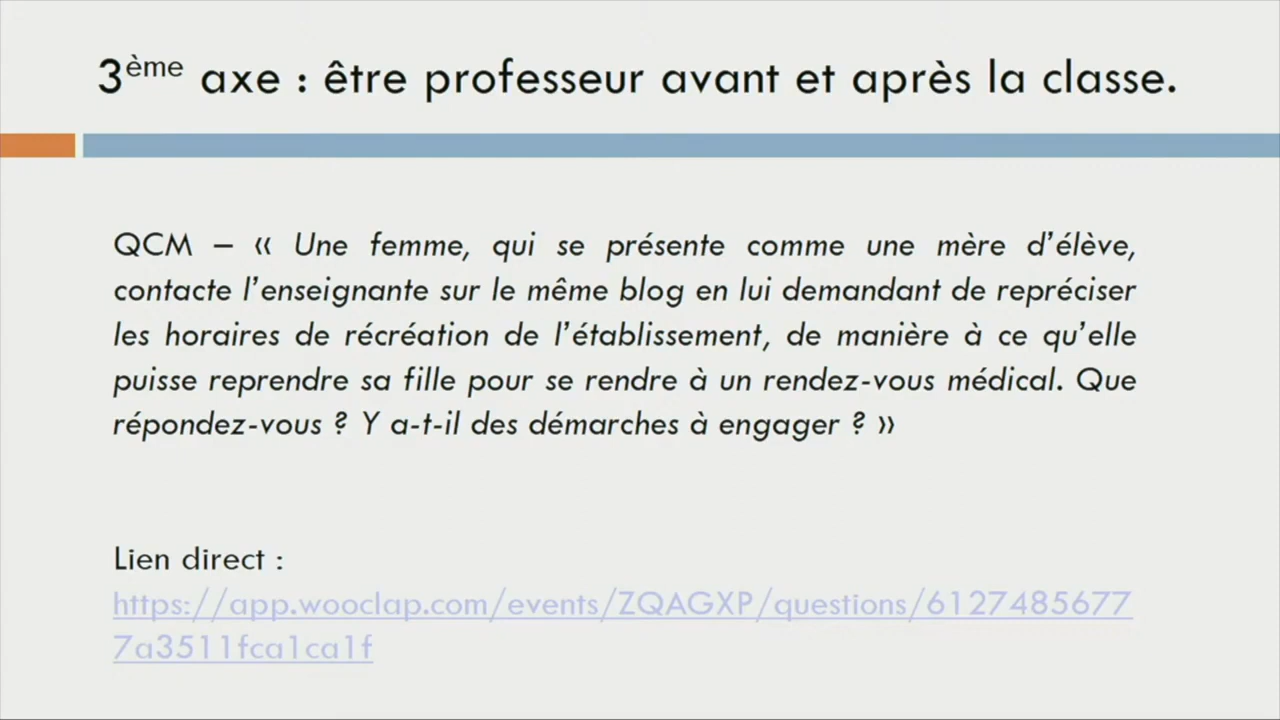 3ème axe : être professeur avant et après la classe.
QCM – « Une femme, qui se présente comme une mère d’élève,
contacte l’enseignante sur le même blog en lui demandant de repréciser
les horaires de récréation de l’établissement, de manière à ce qu’elle
puisse reprendre sa fille pour se rendre à un rendez-vous médical. Que
répondez-vous ? Y a-t-il des démarches à engager ? »
Lien direct :
https://app.wooclap.com/events/ZQAGXP/questions/6127485677
7a3511fca1ca1f